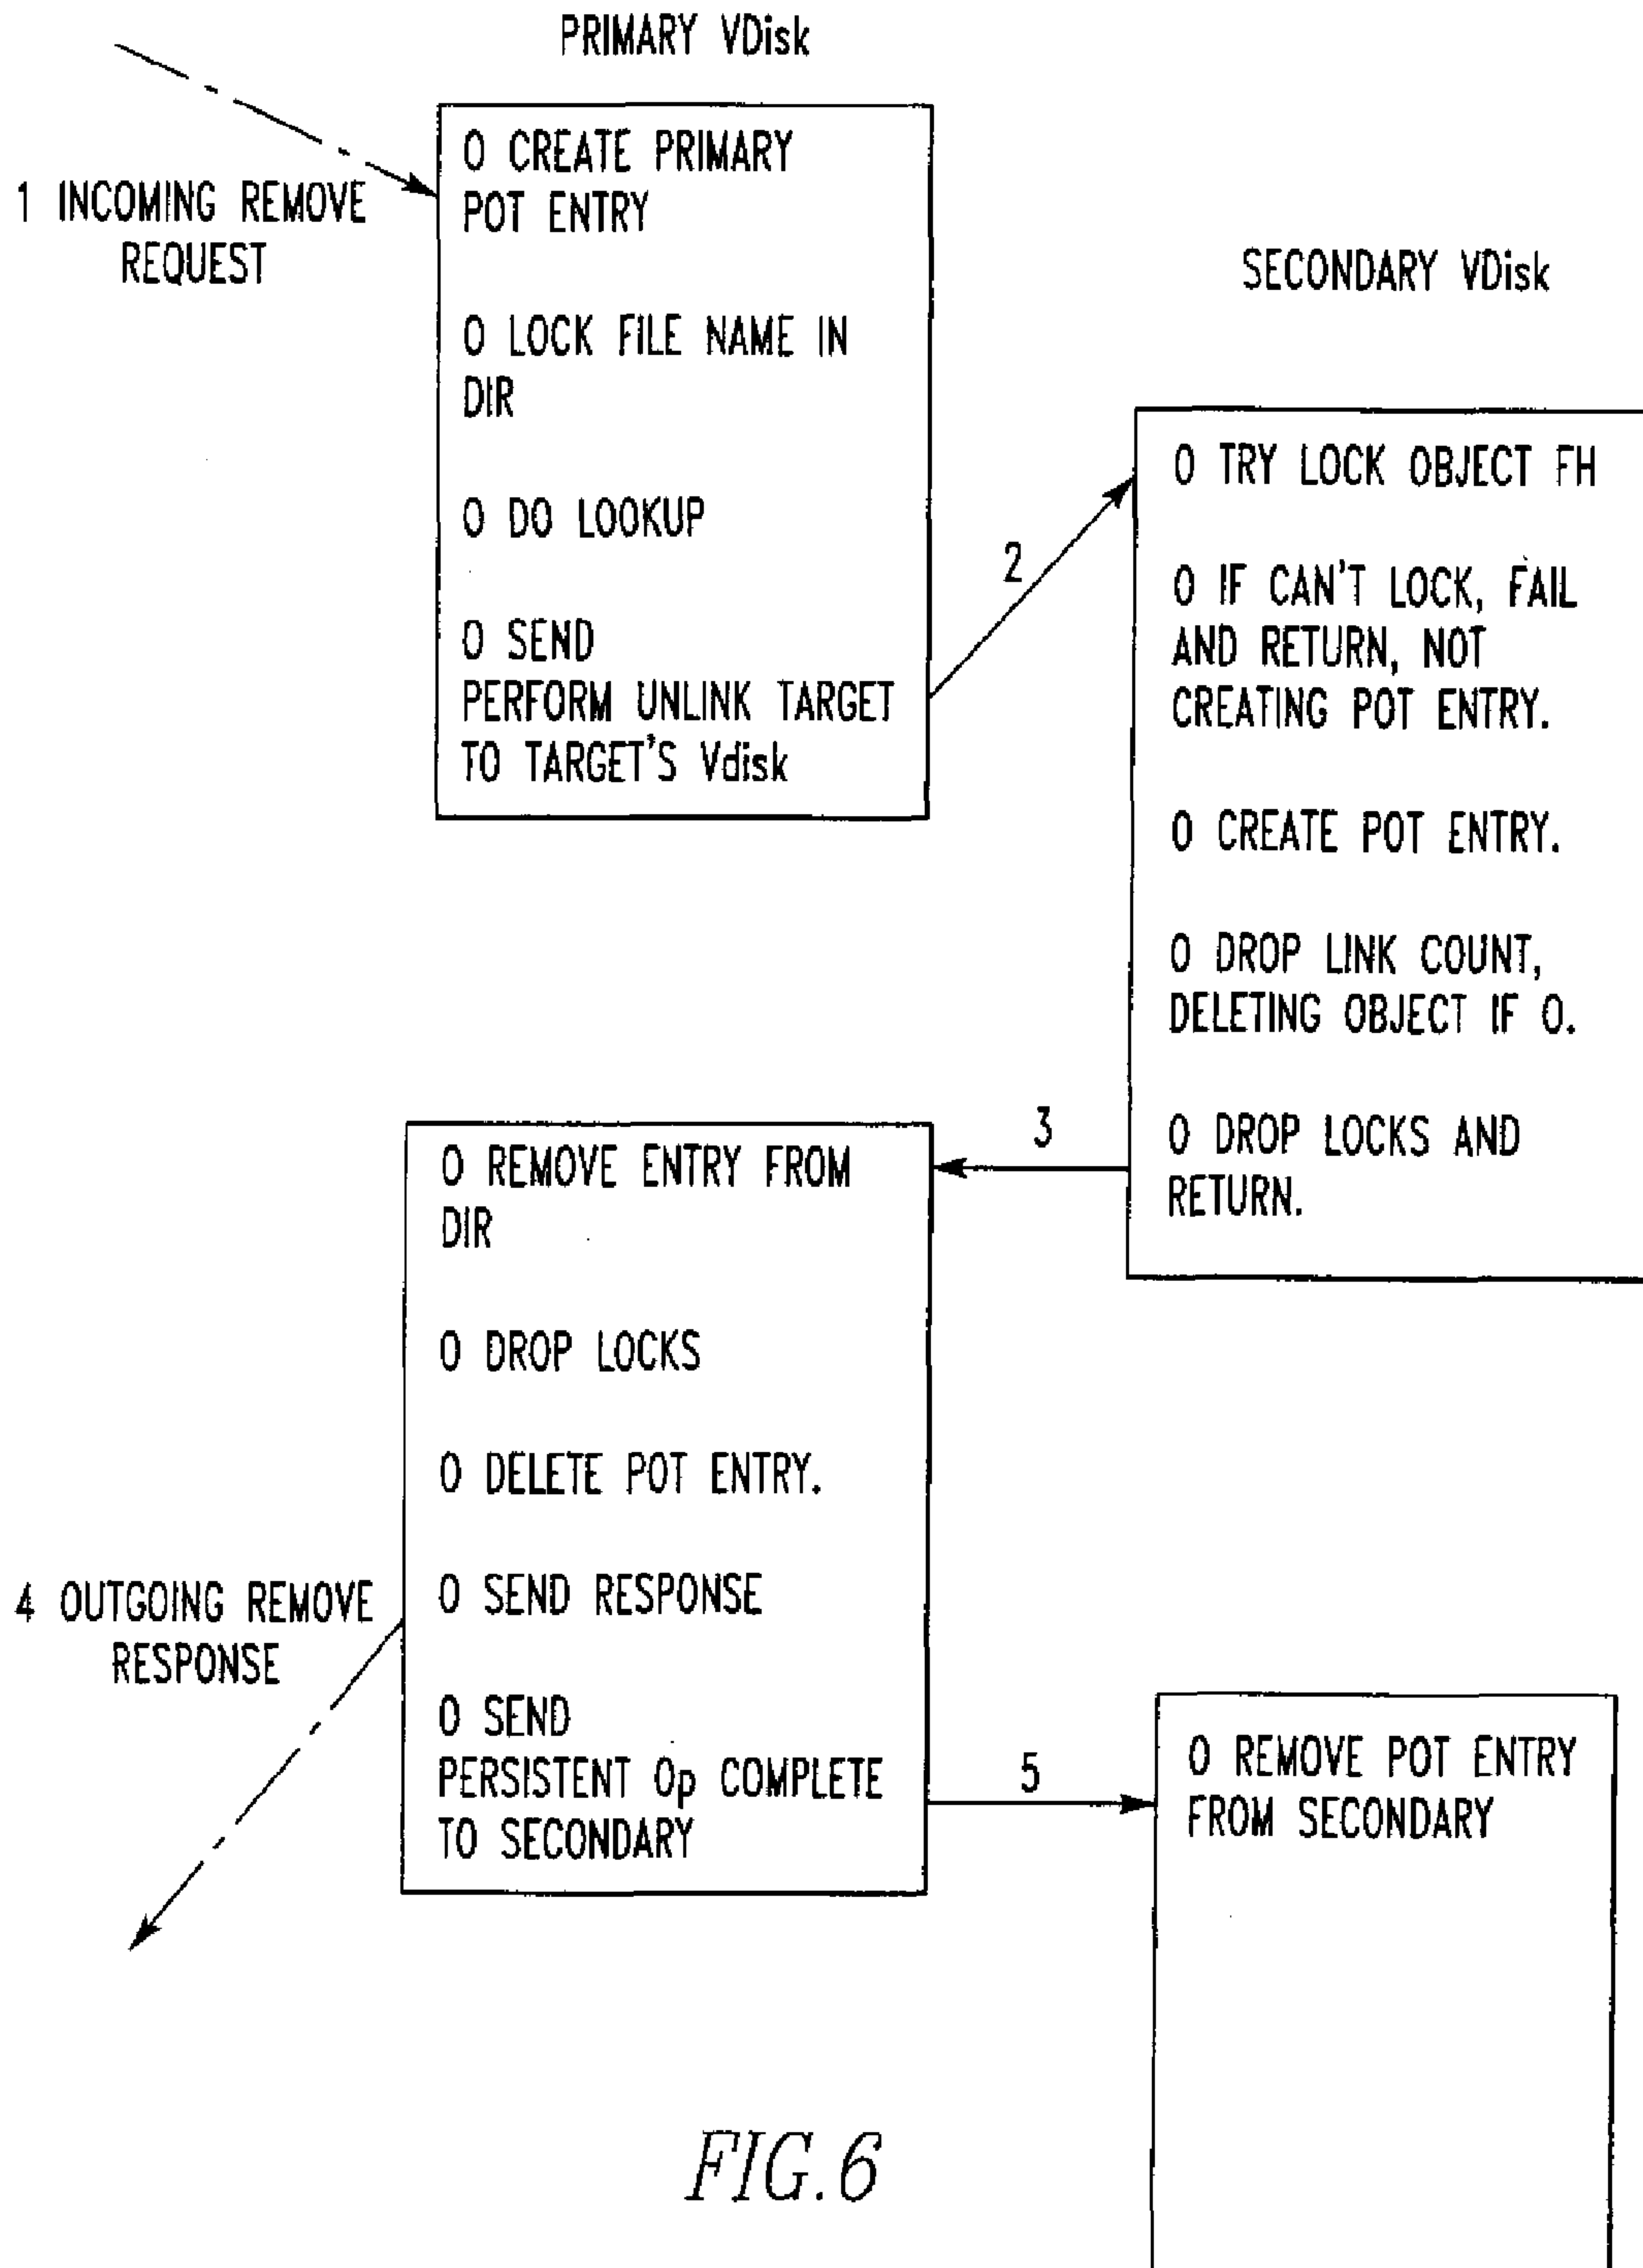 PRIMARY VDisk
1 INCOMING REMOVE
REQUEST
O CREATE PRIMARY
POT ENTRY
O LOCK FILE NAME IN
DIR
O DO LOOKUP
O SEND
PERFORM UNLINK TARGET
TO TARGET'S Vdisk
2
SECONDARY VDisk
O TRY LOCK OBJECT FH
O IF CAN'T LOCK, FAIL
AND RETURN, NOT
CREATING POT ENTRY.
O CREATE POT ENTRY.
O DROP LINK COUNT,
DELETING OBJECT IF 0.
O DROP LOCKS AND
RETURN.
3
O REMOVE ENTRY FROM
DIR
O DROP LOCKS
O DELETE POT ENTRY.
O SEND RESPONSE
O SEND
PERSISTENT Op COMPLETE
TO SECONDARY
4 OUTGOING REMOVE
RESPONSE
5
O REMOVE POT ENTRY
FROM SECONDARY
FIG.6